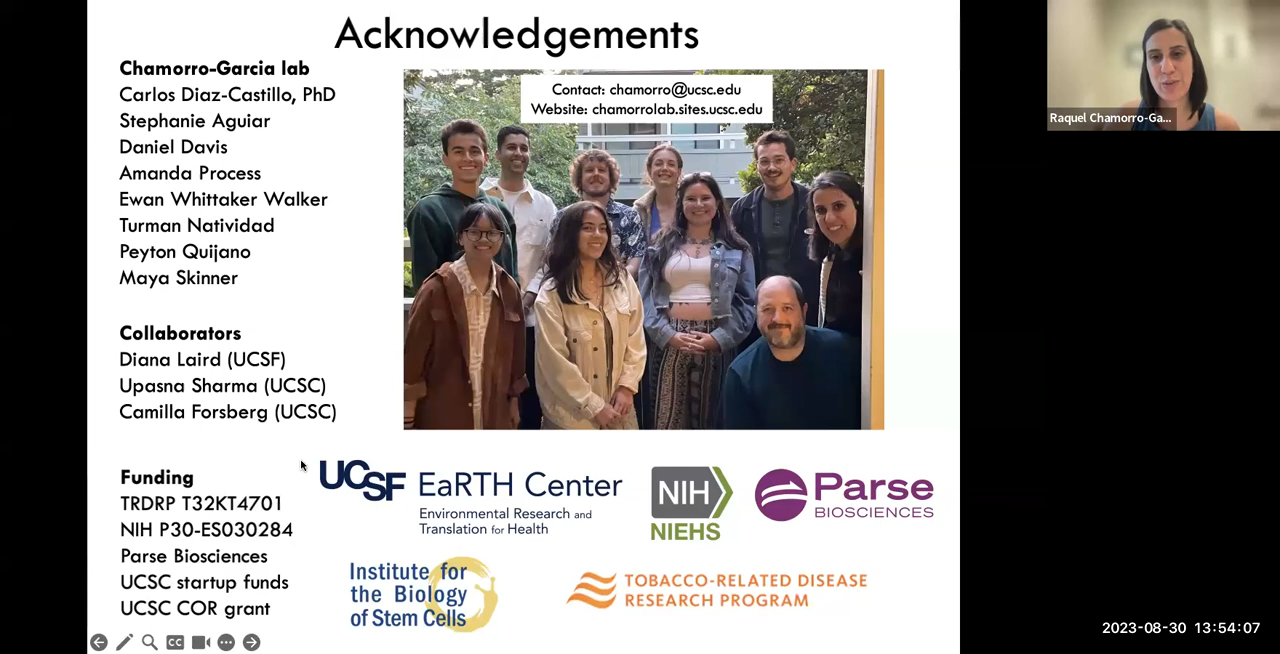 Acknowledgements
Chamorro-Garcia lab
Carlos Diaz-Castillo, PhD
Stephanie Aguiar
Daniel Davis
Amanda Process
Ewan Whittaker Walker
Turman Natividad
Peyton Quijano
Maya Skinner
Collaborators
Diana Laird (UCSF)
Upasna Sharma (UCSC)
Camilla Forsberg (UCSC)
Funding
TRDRP T32KT4701
NIH P30-ES030284
Parse Biosciences
UCSC startup funds
UCSC COR grant
Contact: chamorro@ucsc.edu
Website: chamorrolab.sites.ucsc.edu
UCSF EaRTH Center
Environmental Research and
Translation for Health
NIH
NIEHS
Parse
BIOSCIENCES
Institute for
the Biology
of Stem Cells
TOBACCO-RELATED DISEASE
RESEARCH PROGRAM
CC
Raquel Chamorro-Ga...
2023-08-30 13:54:07